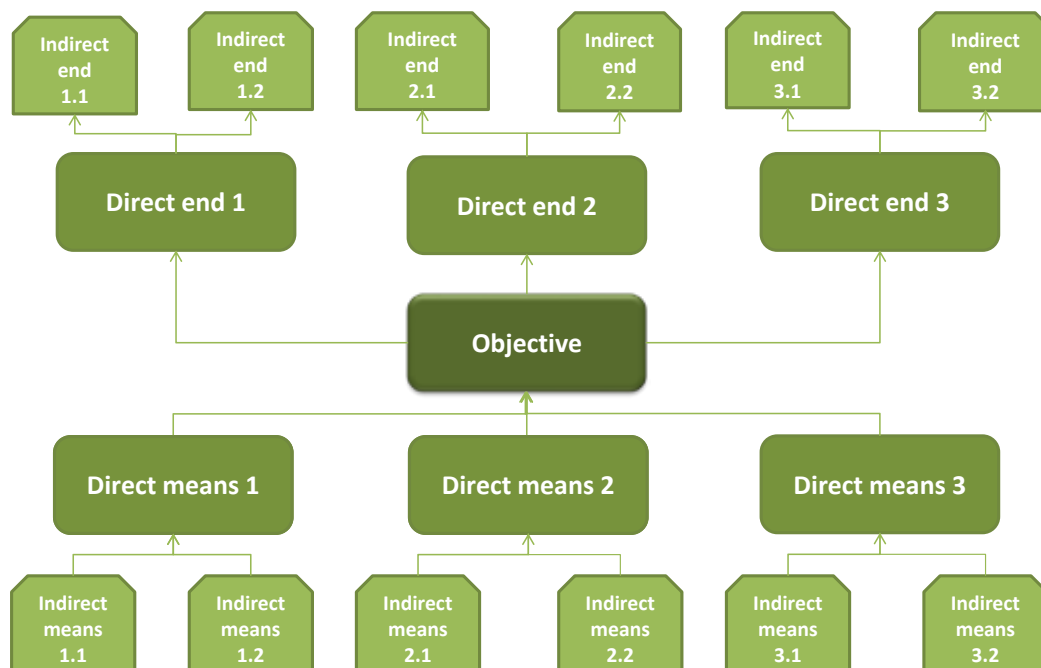 Indirect
end
1.1
Indirect
end
1.2
Indirect
end
2.1
Indirect
end
2.2
Indirect
end
3.1
Indirect
end
3.2
Direct end 1
Direct end 2
Direct end 3
Objective
Direct means 1
Direct means 2
Direct means 3
Indirect
means
1.1
Indirect
means
1.2
Indirect
means
2.1
Indirect
means
2.2
Indirect
means
3.1
Indirect
means
3.2